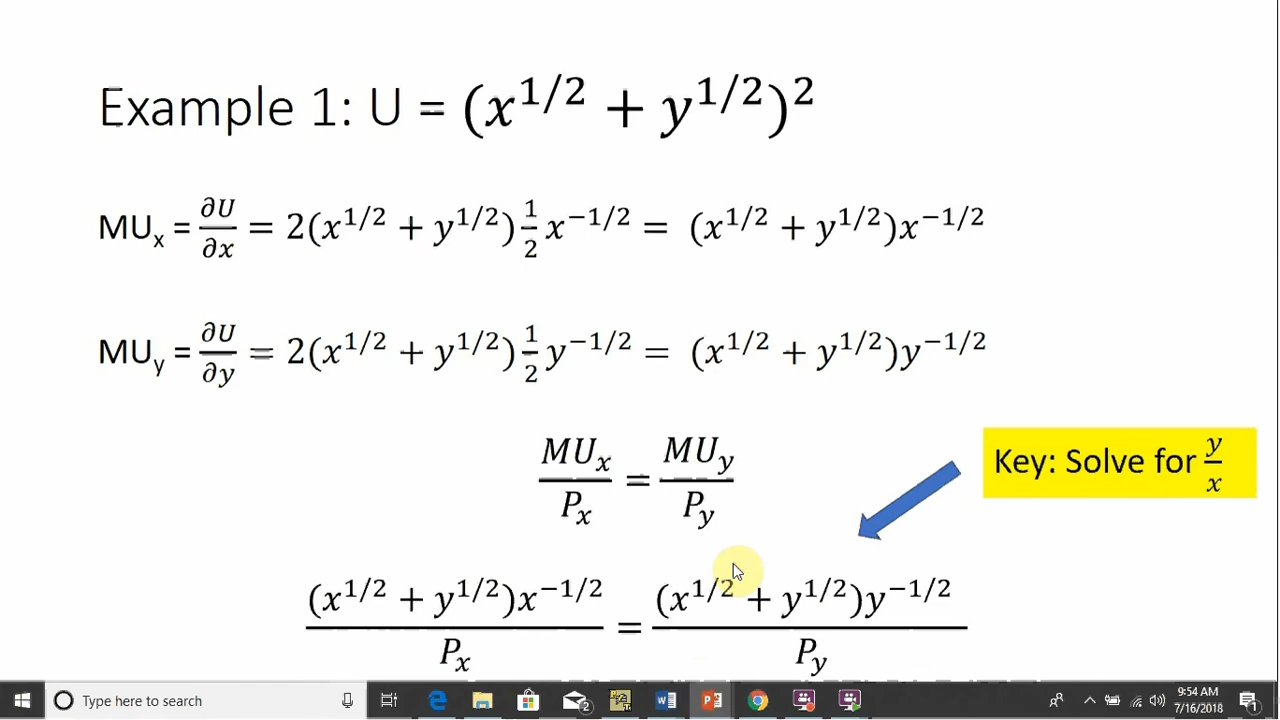 Example 1: U = (x^{1/2} + y^{1/2})^2
MU_x = ∂U/∂x = 2(x^{1/2} + y^{1/2}) 1/2 x^{-1/2} = (x^{1/2} + y^{1/2})x^{-1/2}
MU_y = ∂U/∂y = 2(x^{1/2} + y^{1/2}) 1/2 y^{-1/2} = (x^{1/2} + y^{1/2})y^{-1/2}
MU_x/P_x = MU_y/P_y
Key: Solve for y/x
(x^{1/2} + y^{1/2})x^{-1/2}/P_x = (x^{1/2} + y^{1/2})y^{-1/2}/P_y
Type here to search
2
9:54 AM
7/16/2018
1